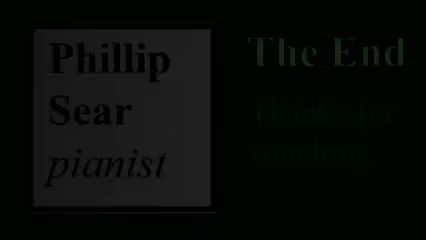 Phillip
Sear
pianist
The End
Thanks for
watching